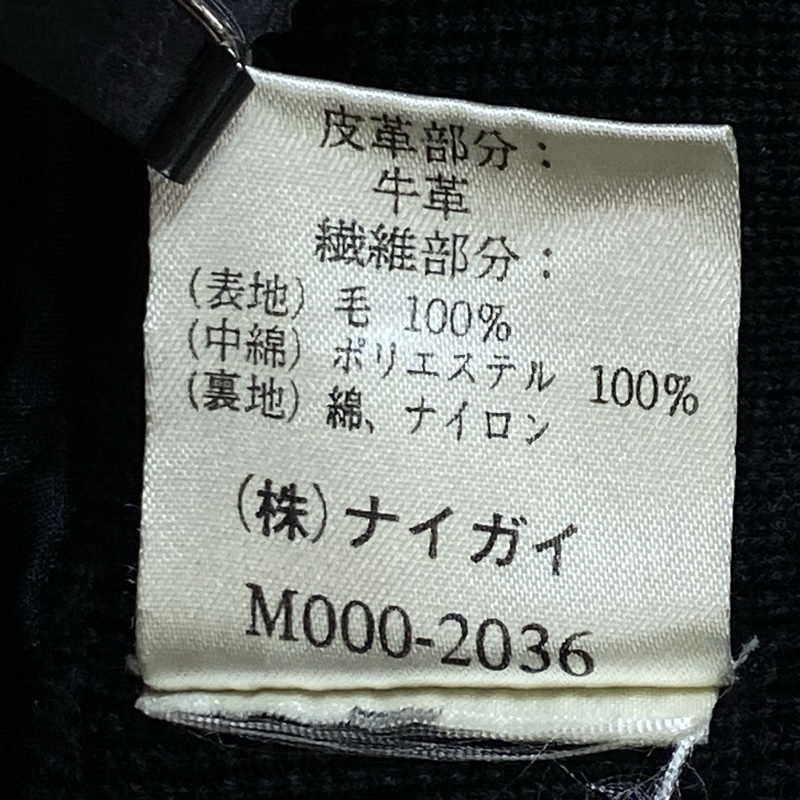 皮革部分：
牛革
繊維部分：
(表地) 毛 100%
(中綿) ポリエステル 100%
(裏地) 綿、ナイロン
(株)ナイガイ
M000-2036